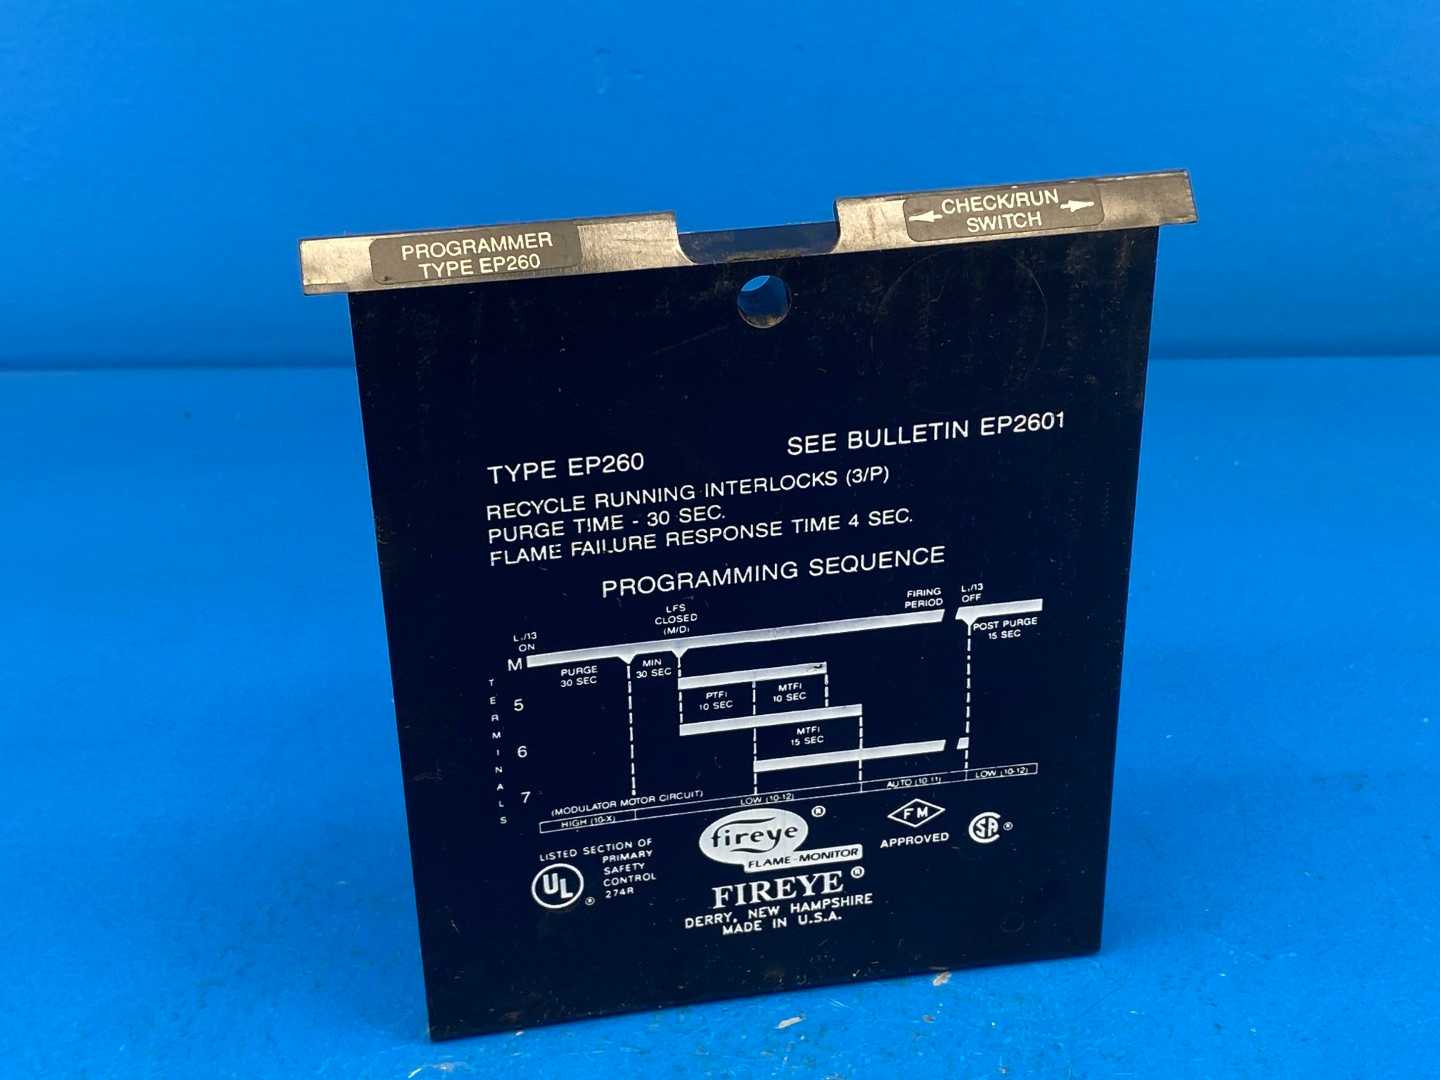 PROGRAMMER
TYPE EP260
CHECK/RUN
SWITCH
TYPE EP260
SEE BULLETIN EP2601
RECYCLE RUNNING INTERLOCKS (3/P)
PURGE TIME - 30 SEC.
FLAME FAILURE RESPONSE TIME 4 SEC.
PROGRAMMING SEQUENCE
L1/13
ON
LFS
CLOSED
(M/D)
FIRING
PERIOD
L1/13
OFF
M
PURGE
30 SEC
MIN
30 SEC
POST PURGE
15 SEC
TERMINALS
5
PTFI
10 SEC
MTFI
10 SEC
6
MTFI
15 SEC
7
(MODULATOR MOTOR CIRCUIT)
HIGH (10-X)
LOW (10-12)
AUTO (10-11)
LOW (10-12)
LISTED SECTION OF
PRIMARY
SAFETY
CONTROL
274R
UL ®
fireye ®
FLAME-MONITOR
FIREYE ®
DERRY, NEW HAMPSHIRE
MADE IN U.S.A.
FM
APPROVED
SA ®